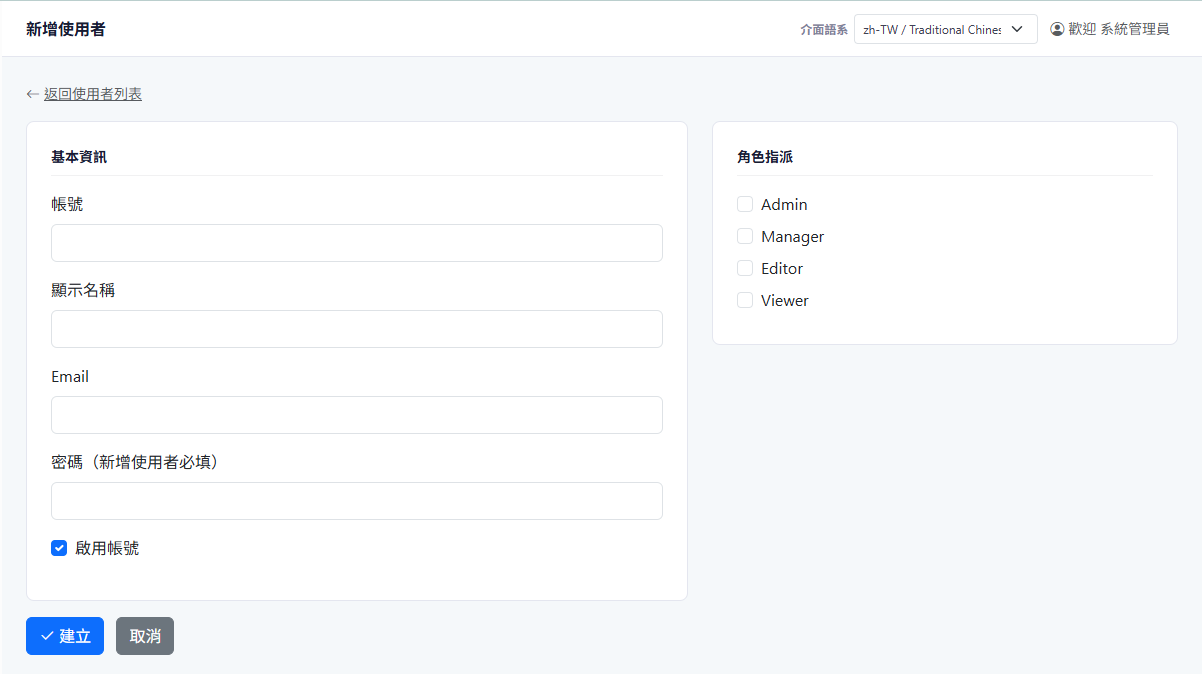 新增使用者
介面語系 zh-TW / Traditional Chines 歡迎 系統管理員
← 返回使用者列表
基本資訊
帳號
顯示名稱
Email
密碼（新增使用者必填）
啟用帳號
角色指派
Admin
Manager
Editor
Viewer
建立 取消